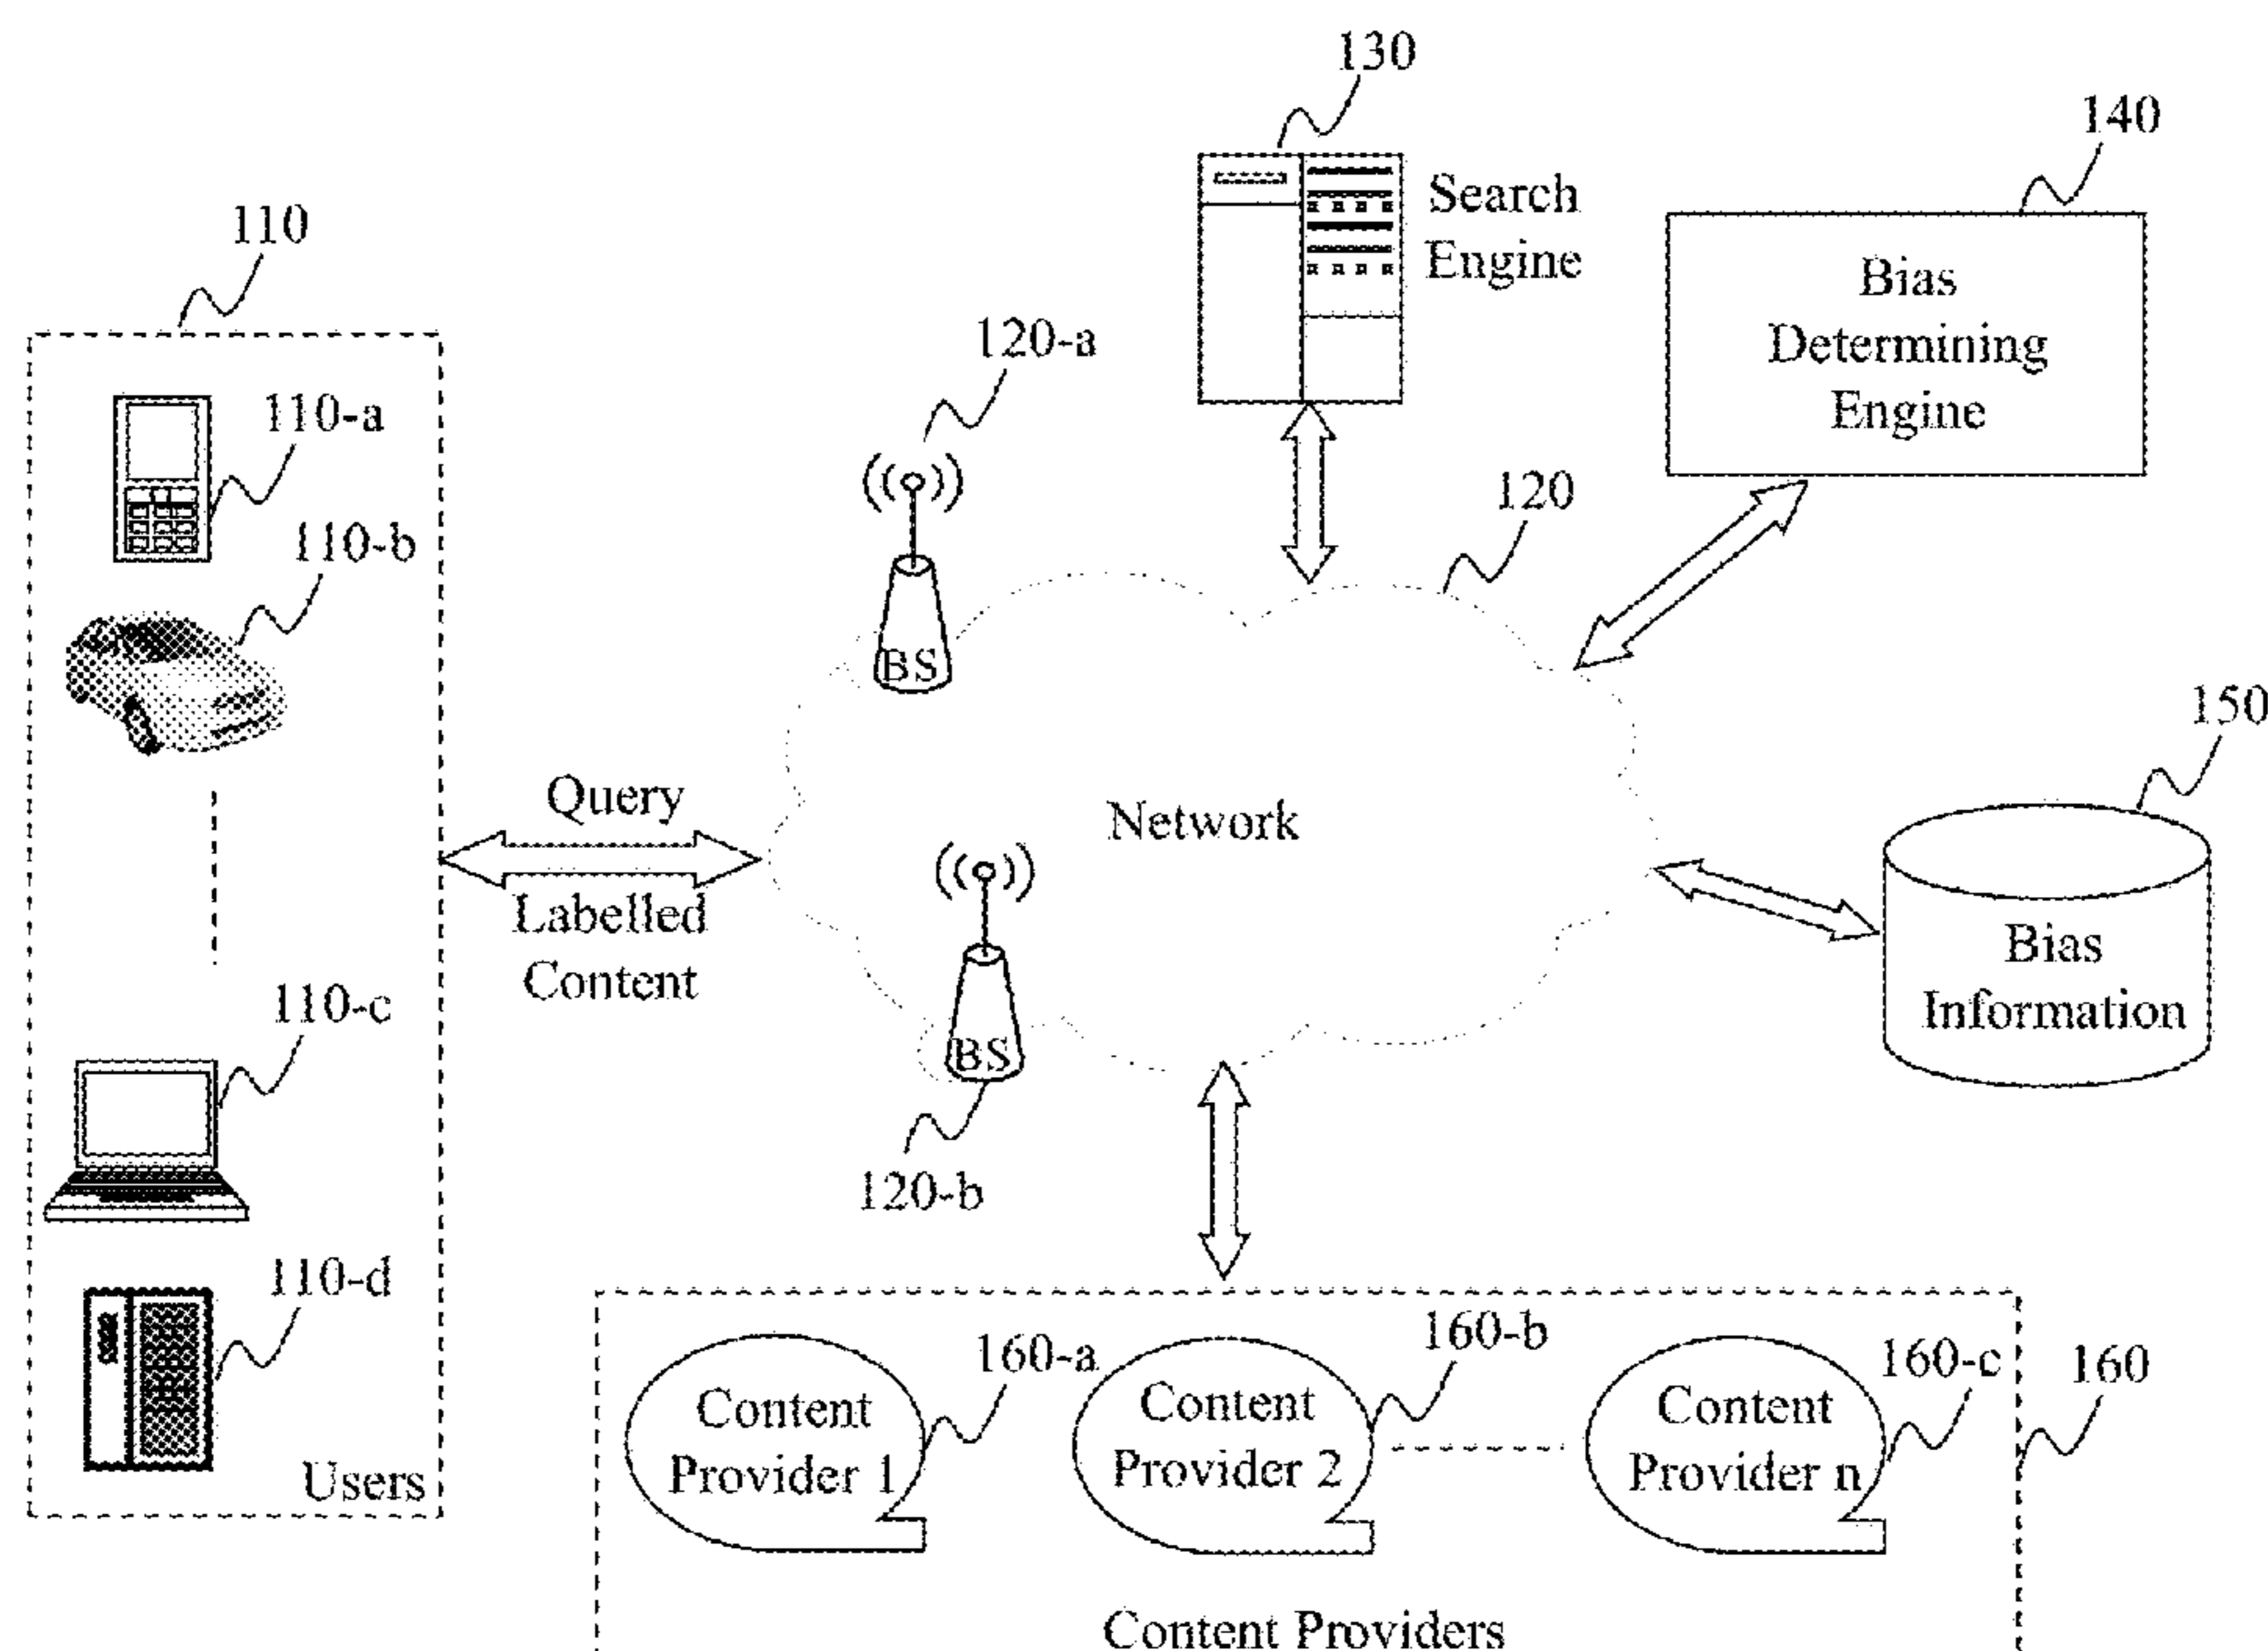 130
140
110
Search
Engine
Bias
Determining
Engine
120-a
110-a
120
110-b
BS
150
Query
Network
Labelled
Content
Bias
Information
110-c
BS
120-b
110-d
160-a
160-b
160-c
160
Content
Provider 1
Content
Provider 2
Content
Provider n
Users
Content Providers